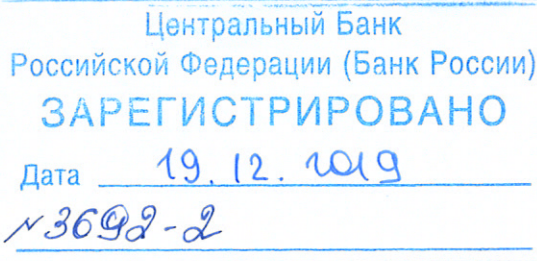 Центральный Банк
Российской Федерации (Банк России)
ЗАРЕГИСТРИРОВАНО
Дата 19.12.2019
№3692-2